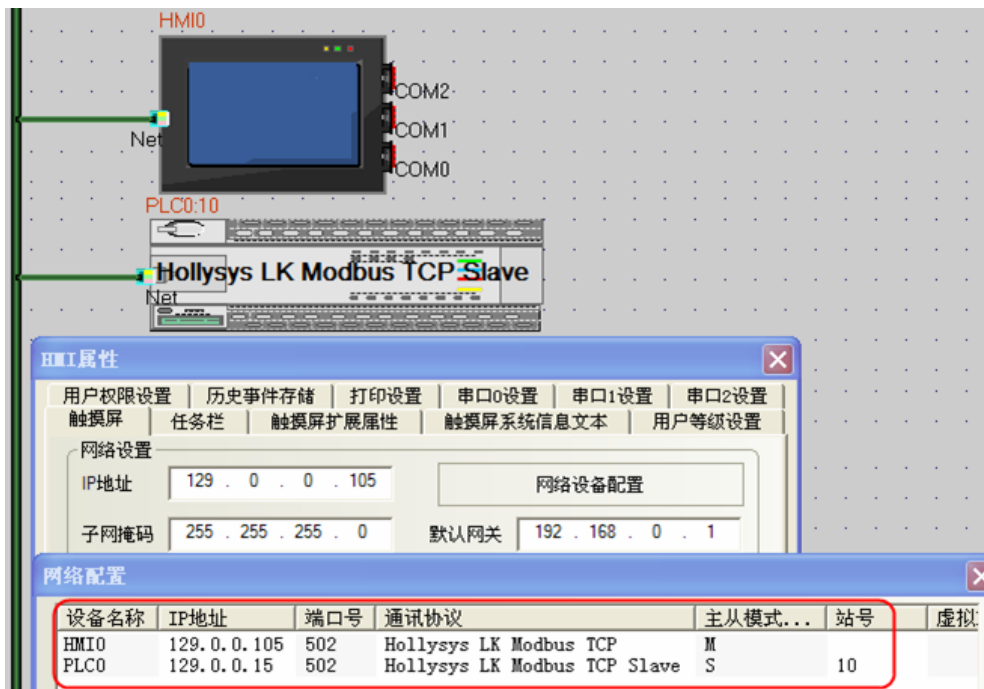 HMI0
COM2
COM1
COM0
Net
PLC0:10
Hollysys LK Modbus TCP Slave
Net
HMI属性
用户权限设置 历史事件存储 打印设置 串口0设置 串口1设置 串口2设置
触摸屏 任务栏 触摸屏扩展属性 触摸屏系统信息文本 用户等级设置
网络设置
IP地址 129 . 0 . 0 . 105 网络设备配置
子网掩码 255 . 255 . 255 . 0 默认网关 192 . 168 . 0 . 1
网络配置
设备名称 IP地址 端口号 通讯协议 主从模式... 站号 虚拟
HMI0 129.0.0.105 502 Hollysys LK Modbus TCP M
PLC0 129.0.0.15 502 Hollysys LK Modbus TCP Slave S 10